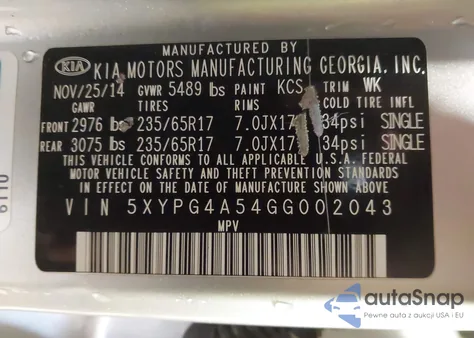 MANUFACTURED BY
KIA KIA MOTORS MANUFACTURING GEORGIA, INC.
NOV/25/14 GVWR 5489 lbs PAINT KCS TRIM WK
GAWR TIRES RIMS COLD TIRE INFL
FRONT 2976 lbs 235/65R17 7.0JX17 34psi SINGLE
REAR 3075 lbs 235/65R17 7.0JX17 34psi SINGLE
THIS VEHICLE CONFORMS TO ALL APPLICABLE U.S.A. FEDERAL
MOTOR VEHICLE SAFETY AND THEFT PREVENTION STANDARDS
IN EFFECT ON THE DATE OF MANUFACTURE SHOWN ABOVE.
VIN 5XYPG4A54GG002043
MPV
autoSnap
Pewne auta z aukcji USA i EU